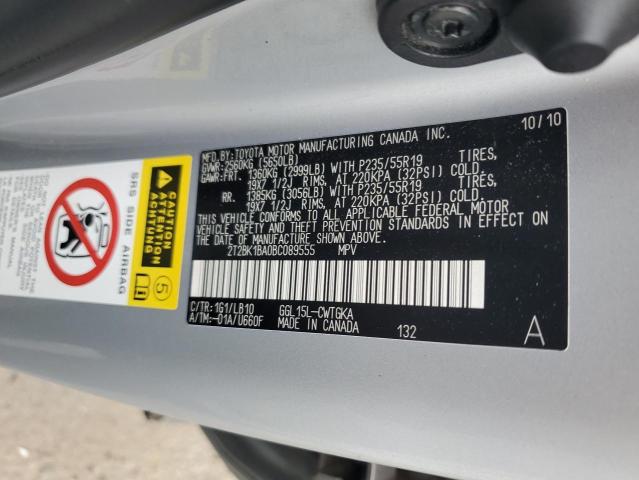 MFD.BY: TOYOTA MOTOR MANUFACTURING CANADA INC. 10/10
GVWR: 2560KG (5650LB)
GAWR:FRT. 1360KG (2999LB) WITH P235/55R19 TIRES,
19X7 1/2J RIMS, AT 220KPA (32PSI) COLD
RR. 1385KG (3056LB) WITH P235/55R19 TIRES,
19X7 1/2J RIMS, AT 220KPA (32PSI) COLD
THIS VEHICLE CONFORMS TO ALL APPLICABLE FEDERAL MOTOR
VEHICLE SAFETY AND THEFT PREVENTION STANDARDS IN EFFECT ON
THE DATE OF MANUFACTURE SHOWN ABOVE.
2T2BK1BA0BC089555 MPV
C/TR: 1G1/LB10 GGL15L-CWTGKA
A/TM:-01A/U660F MADE IN CANADA 132 A
SRS SIDE AIRBAG
CAUTION
ATTENTION
ACHTUNG
5